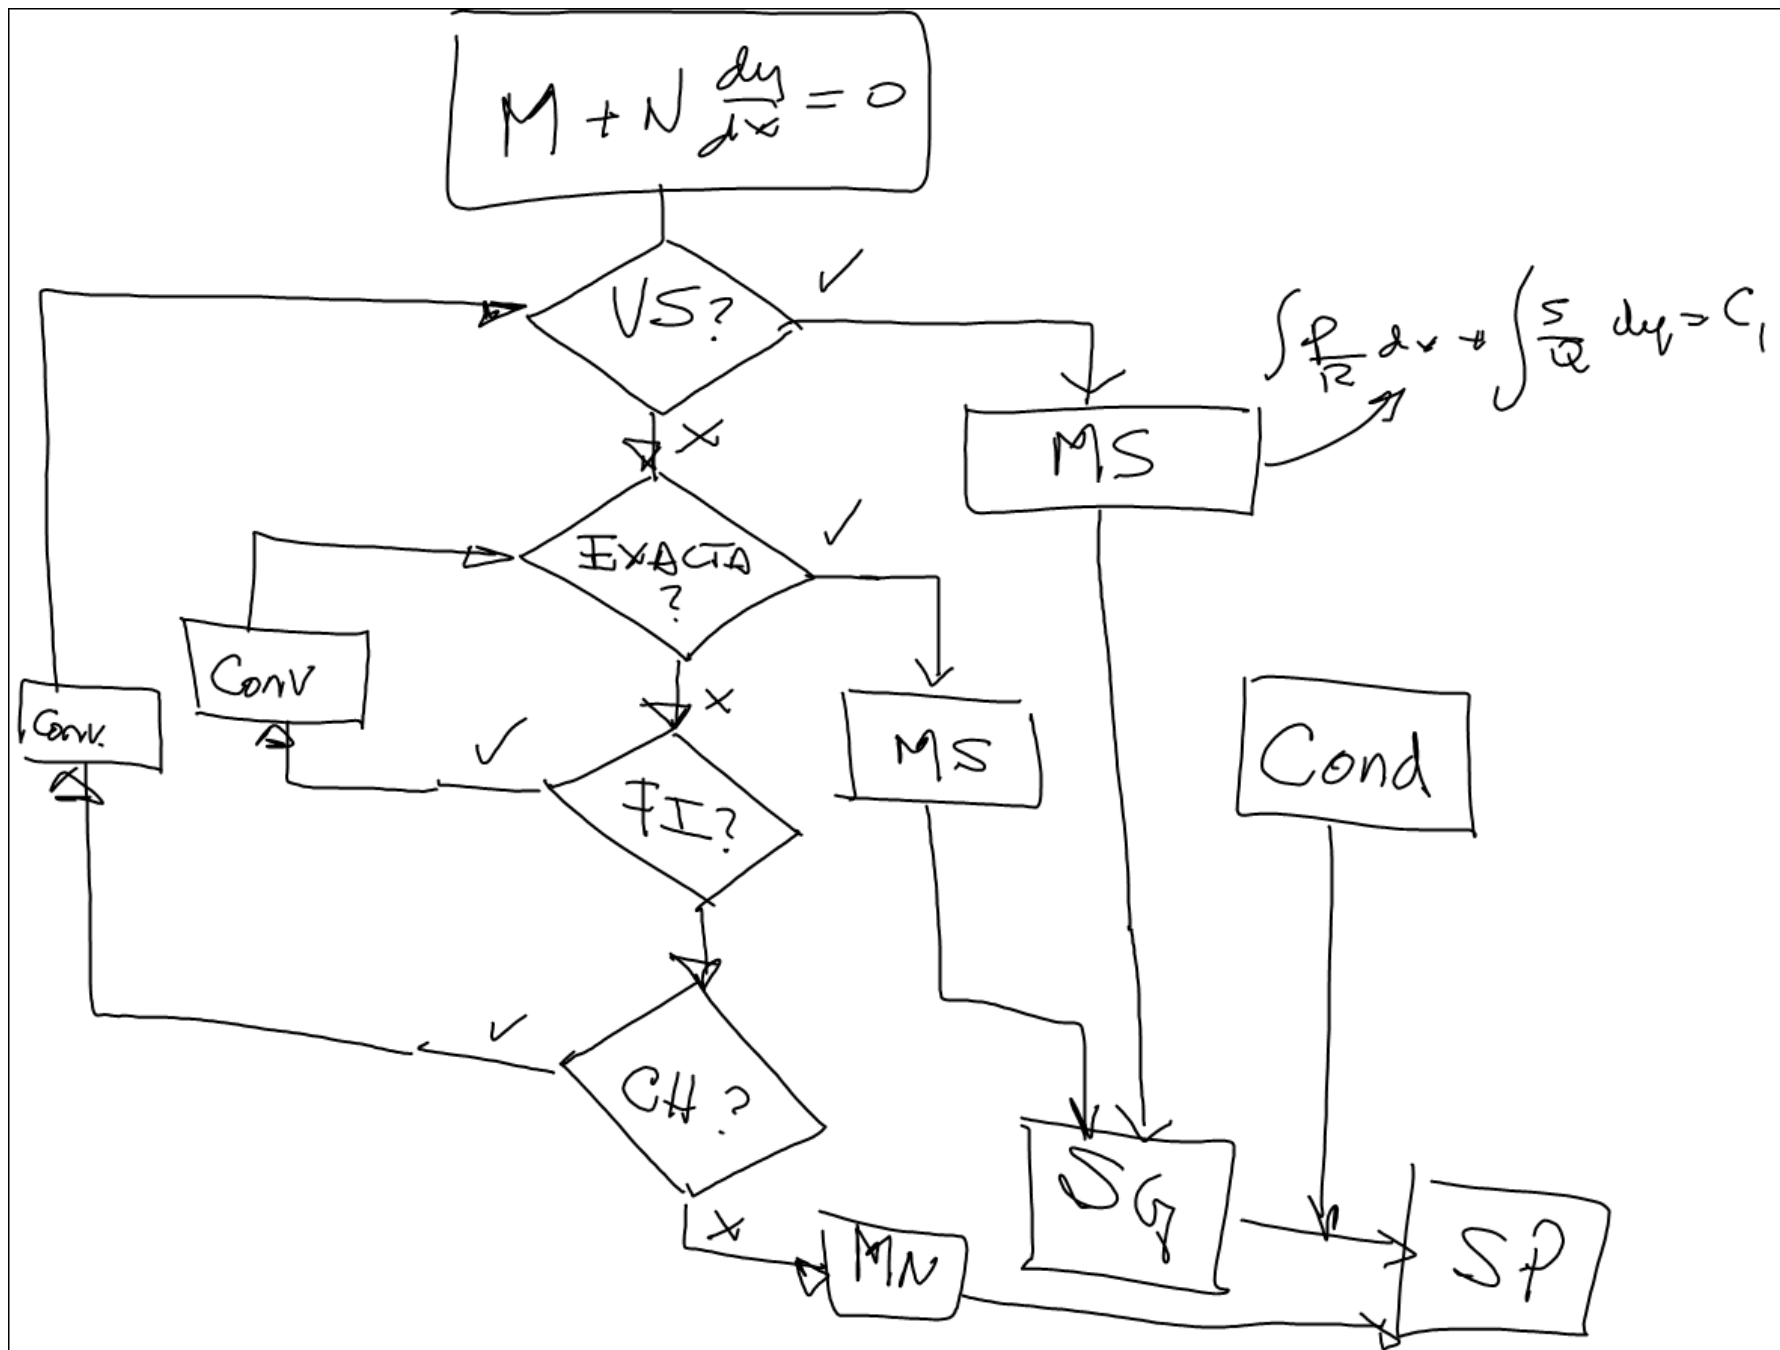 M + N dy/dx = 0
VS?
✓
∫ P/R dx + ∫ S/Q dy = C₁
X
MS
EXACTA
?
✓
Conv
Conv.
X
✓
MS
Cond
FI?
✓
CH?
X
MN
SG
SP